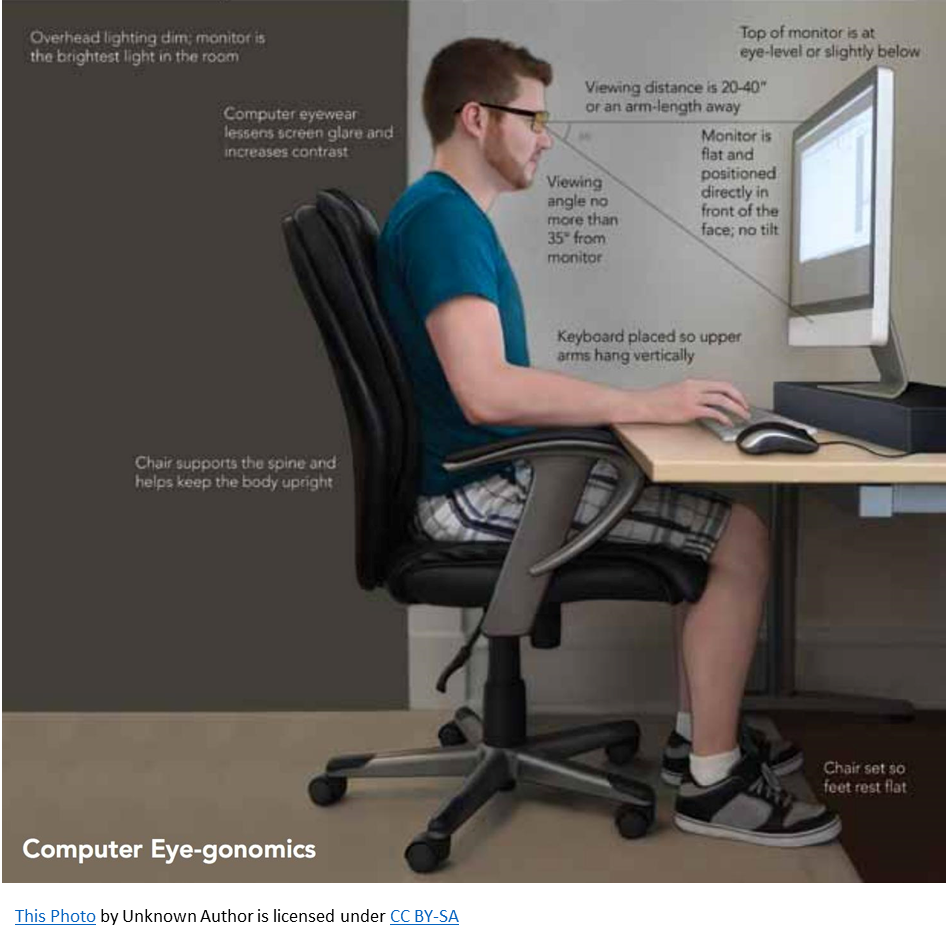 Overhead lighting dim; monitor is
the brightest light in the room
Top of monitor is at
eye-level or slightly below
Viewing distance is 20-40"
or an arm-length away
Computer eyewear
lessens screen glare and
increases contrast
Monitor is
flat and
positioned
directly in
front of the
face; no tilt
Viewing
angle no
more than
35° from
monitor
Keyboard placed so upper
arms hang vertically
Chair supports the spine and
helps keep the body upright
Chair set so
feet rest flat
Computer Eye-gonomics
This Photo by Unknown Author is licensed under CC BY-SA